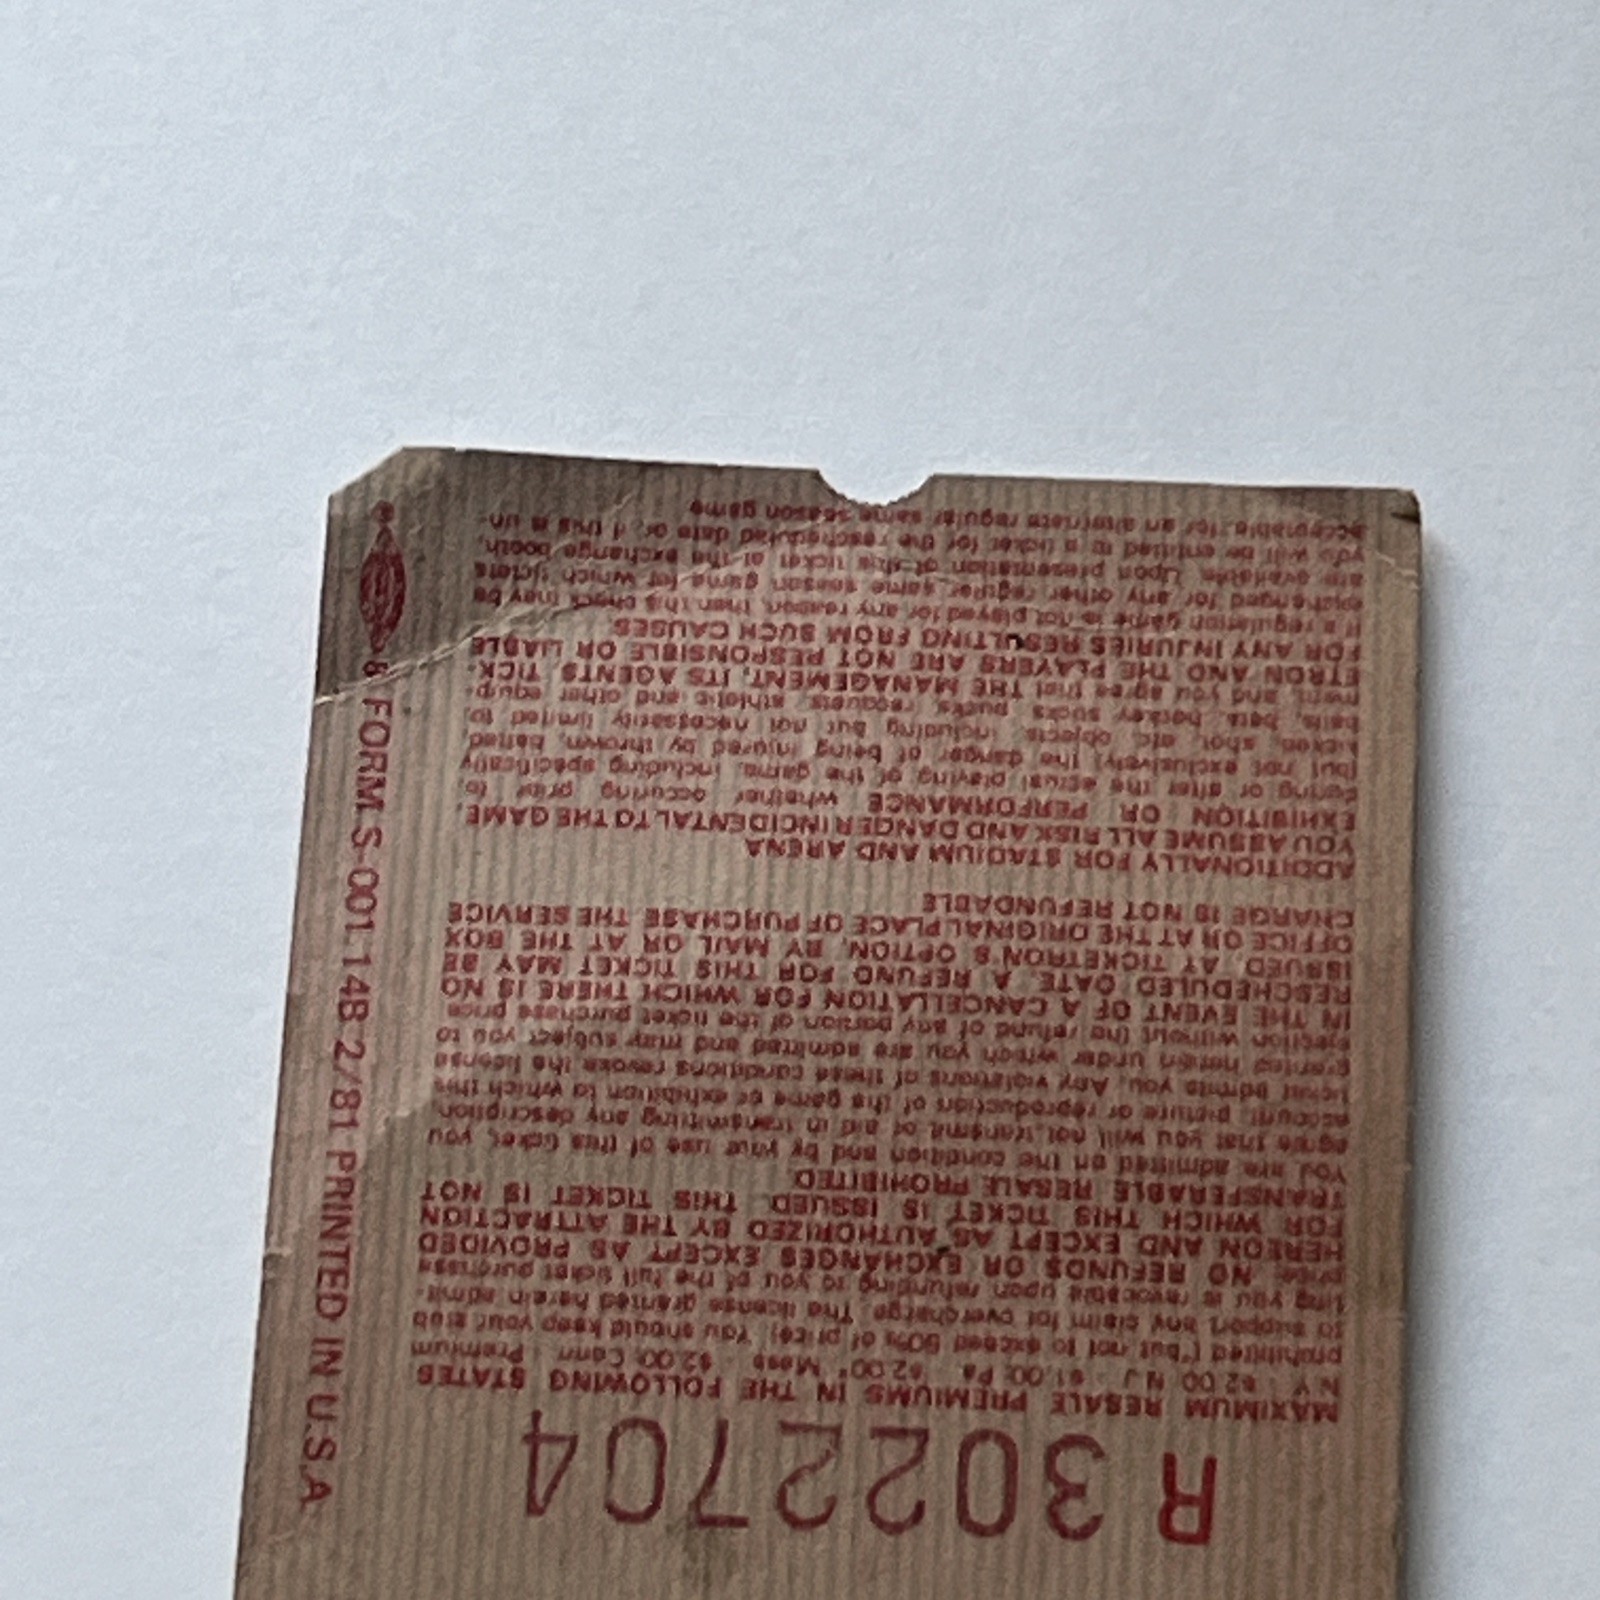 R 3022704
MAXIMUM RESALE PREMIUMS IN THE FOLLOWING STATES
N.Y. - $2.00 N.J. - $1.00; Pa. - $2.00* Mass. - $2.00; Conn. - Premium
prohibited (*but not to exceed 50% of price) You should keep your stub
to support any claim for overcharge. The license granted herein admit-
ting you is revocable upon refunding to you of the full ticket purchase
price. NO REFUNDS OR EXCHANGES EXCEPT AS PROVIDED
HEREON AND EXCEPT AS AUTHORIZED BY THE ATTRACTION
FOR WHICH THIS TICKET IS ISSUED. THIS TICKET IS NOT
TRANSFERABLE RESALE PROHIBITED
You are admitted on the condition and by your use of this ticket, you
agree that you will not transmit or aid in transmitting any description,
account, picture or reproduction of the game or exhibition to which this
ticket admits you. Any violations of these conditions revoke the license
granted herein under which you are admitted and may subject you to
ejection without the refund of any portion of the ticket purchase price.
IN THE EVENT OF A CANCELLATION FOR WHICH THERE IS NO
RESCHEDULED DATE, A REFUND FOR THIS TICKET MAY BE
ISSUED, AT TICKETRON'S OPTION, BY MAIL OR AT THE BOX
OFFICE OR AT THE ORIGINAL PLACE OF PURCHASE THE SERVICE
CHARGE IS NOT REFUNDABLE
ADDITIONALLY FOR STADIUM AND ARENA
YOU ASSUME ALL RISK AND DANGER INCIDENTAL TO THE GAME,
EXHIBITION OR PERFORMANCE whether occuring prior to,
during or after the actual playing of the game, including specifically
(but not exclusively) the danger of being injured by thrown, batted
kicked, shot, etc. objects, including but not necessarily limited to,
balls, bats, hockey sticks, pucks, racquets, athletic and other equip-
ment, and you agree that THE MANAGEMENT, ITS AGENTS, TICK-
ETRON AND THE PLAYERS ARE NOT RESPONSIBLE OR LIABLE
FOR ANY INJURIES RESULTING FROM SUCH CAUSES
If a regulation game is not played for any reason, then this check may be
exchanged for any other regular same season game for which tickets
are available. Upon presentation of this ticket at the exchange booth,
you will be entitled to a ticket for the rescheduled date or if this is un-
acceptable, for an alternate regular same season game
8 FORM S-001.14B 2/81 PRINTED IN U.S.A.